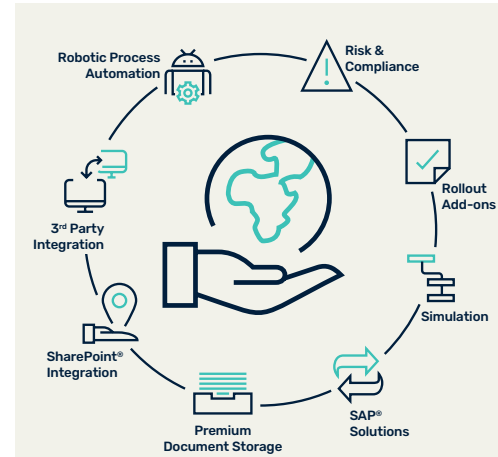 Robotic Process
Automation
Risk &
Compliance
Rollout
Add-ons
Simulation
SAP®
Solutions
Premium
Document Storage
SharePoint®
Integration
3rd Party
Integration